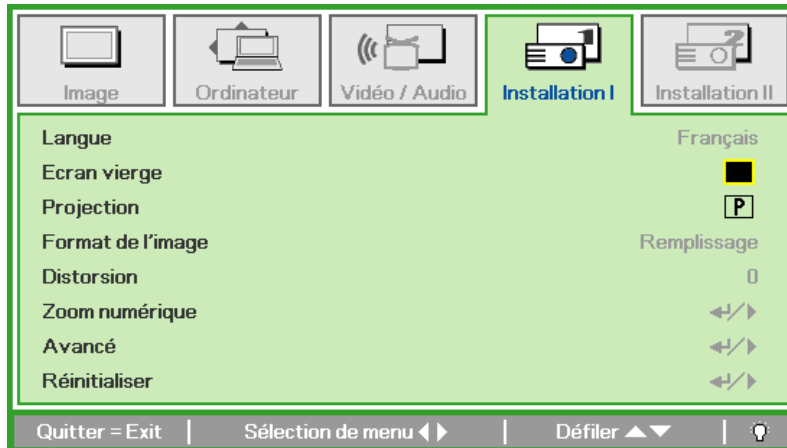 Image Ordinateur Vidéo / Audio Installation I Installation II
Langue Français
Ecran vierge
Projection P
Format de l'image Remplissage
Distorsion 0
Zoom numérique
Avancé
Réinitialiser
Quitter = Exit Sélection de menu Défiler